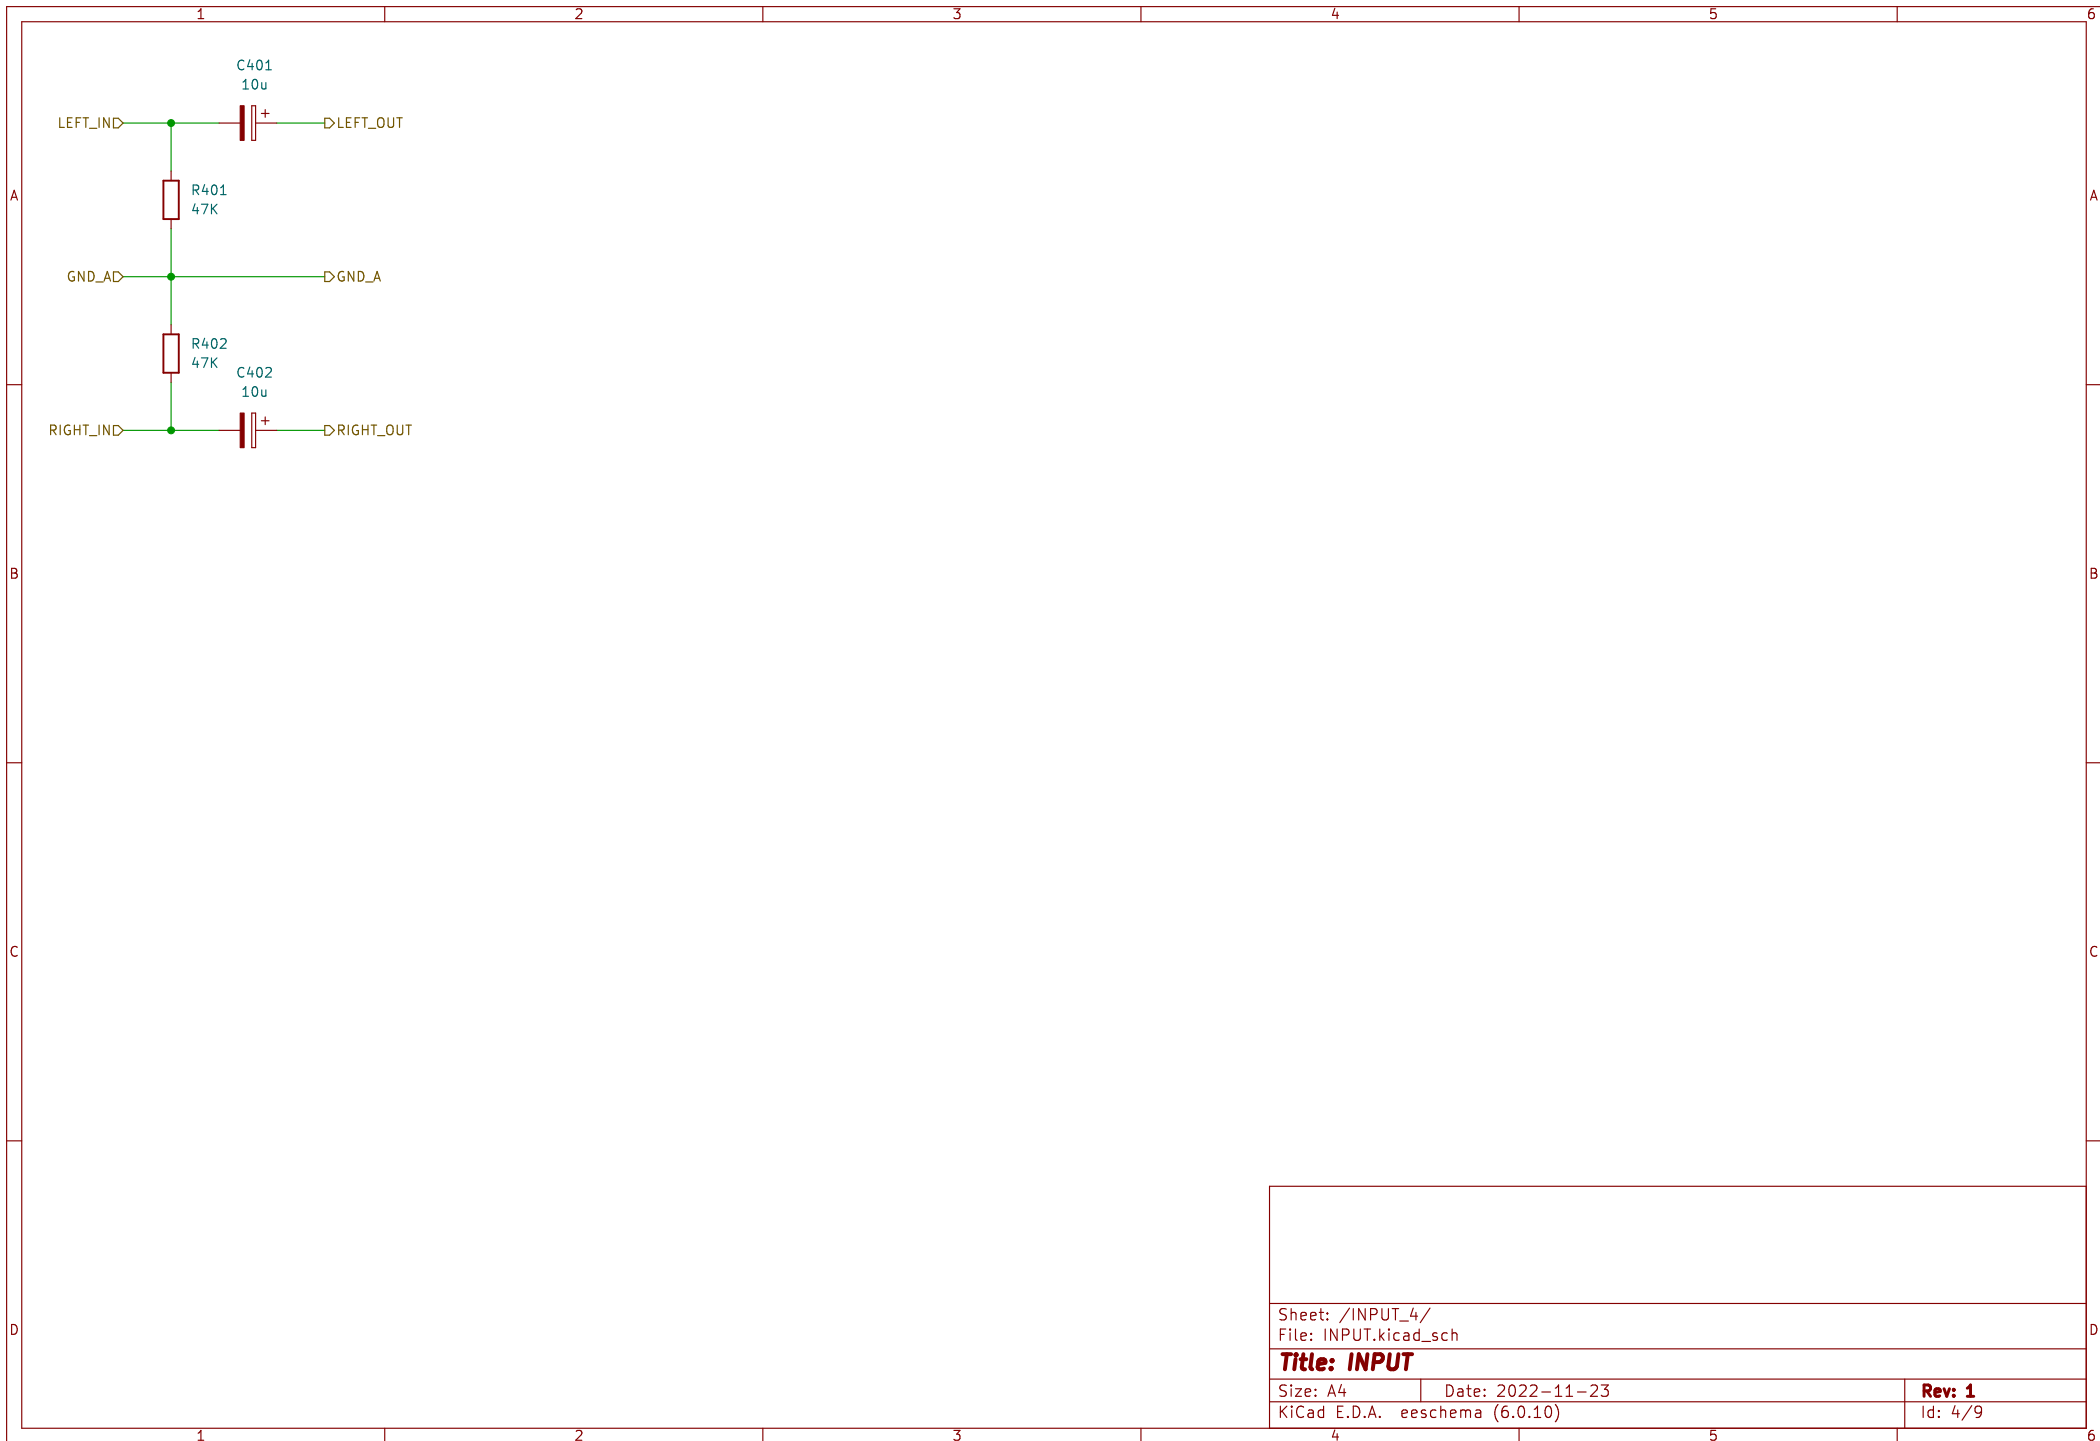 1 2 3 4 5 6
C401
10u
+
LEFT_IN LEFT_OUT
R401
A A
47K
GND_A GND_A
R402
47K
C402
10u
+
RIGHT_IN RIGHT_OUT
B B
C C
Sheet: /INPUT_4/
D D
File: INPUT.kicad_sch
Title: INPUT
Size: A4 Date: 2022-11-23 Rev: 1
KiCad E.D.A. eeschema (6.0.10) Id: 4/9
1 2 3 4 5 6